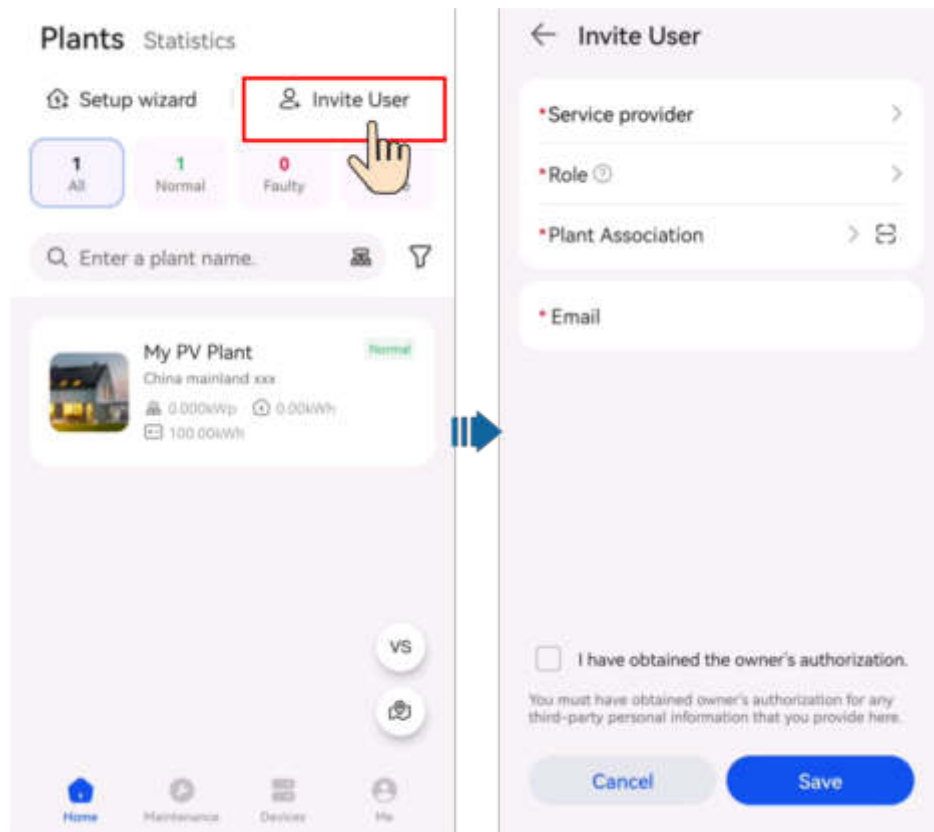 Plants Statistics
Setup wizard
Invite User
1
All
1
Normal
0
Faulty
Enter a plant name.
My PV Plant
Normal
China mainland xxx
0.000kWp 0.00kWh
100.00kWh
VS
Home Maintenance Devices Me
Invite User
*Service provider
*Role
*Plant Association
* Email
I have obtained the owner's authorization.
You must have obtained owner's authorization for any
third-party personal information that you provide here.
Cancel
Save